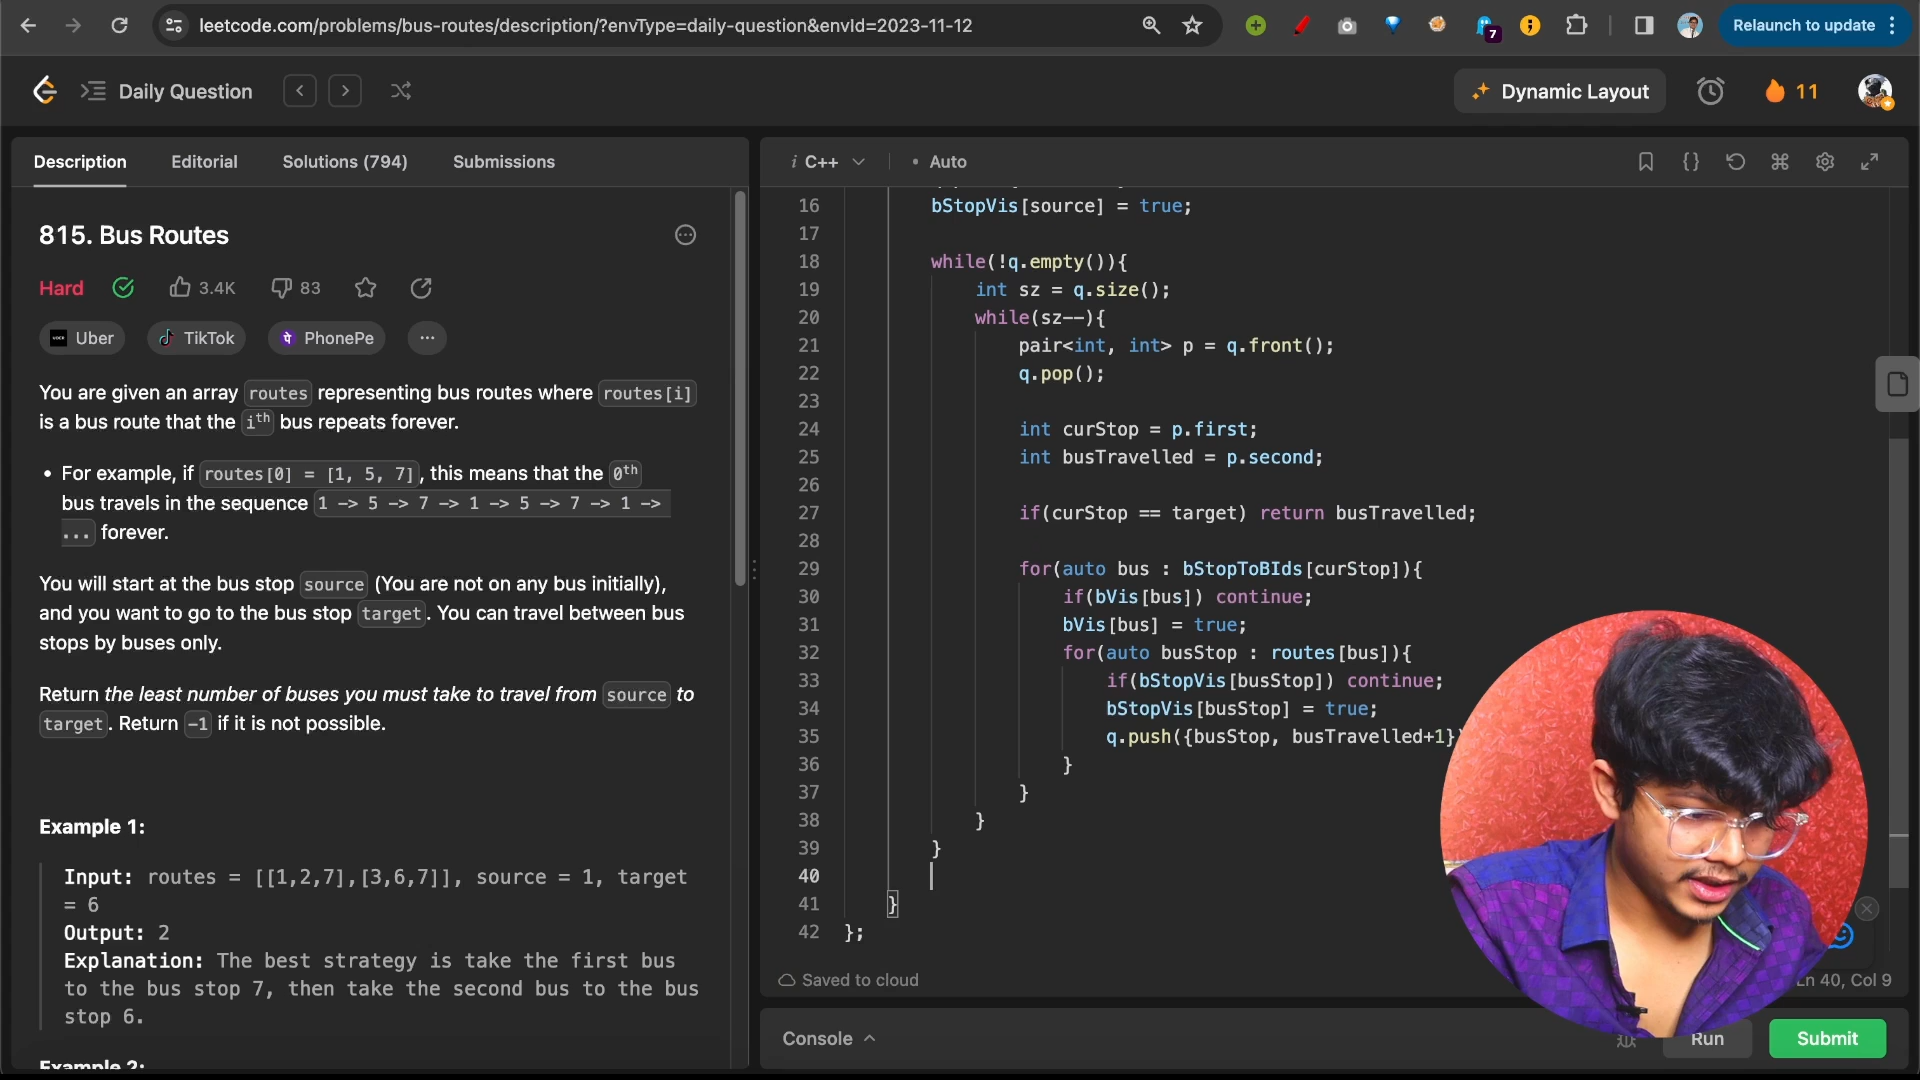 leetcode.com/problems/bus-routes/description/?envType=daily-question&envId=2023-11-12
7
Relaunch to update
Daily Question
Dynamic Layout
11
Description
Editorial
Solutions (794)
Submissions
815. Bus Routes
Hard
3.4K
83
Uber
TikTok
PhonePe
You are given an array routes representing bus routes where routes[i]
is a bus route that the ith bus repeats forever.
• For example, if routes[0] = [1, 5, 7], this means that the 0th
bus travels in the sequence 1 -> 5 -> 7 -> 1 -> 5 -> 7 -> 1 ->
... forever.
You will start at the bus stop source (You are not on any bus initially),
and you want to go to the bus stop target. You can travel between bus
stops by buses only.
Return the least number of buses you must take to travel from source to
target. Return -1 if it is not possible.
Example 1:
Input: routes = [[1,2,7],[3,6,7]], source = 1, target
= 6
Output: 2
Explanation: The best strategy is take the first bus
to the bus stop 7, then take the second bus to the bus
stop 6.
Example 2:
i C++
• Auto
16 bStopVis[source] = true;
17
18 while(!q.empty()){
19 int sz = q.size();
20 while(sz--){
21 pair<int, int> p = q.front();
22 q.pop();
23
24 int curStop = p.first;
25 int busTravelled = p.second;
26
27 if(curStop == target) return busTravelled;
28
29 for(auto bus : bStopToBIds[curStop]){
30 if(bVis[bus]) continue;
31 bVis[bus] = true;
32 for(auto busStop : routes[bus]){
33 if(bStopVis[busStop]) continue;
34 bStopVis[busStop] = true;
35 q.push({busStop, busTravelled+1}
36 }
37 }
38 }
39 }
40
41 }
42 };
Saved to cloud
Ln 40, Col 9
Console
Run
Submit